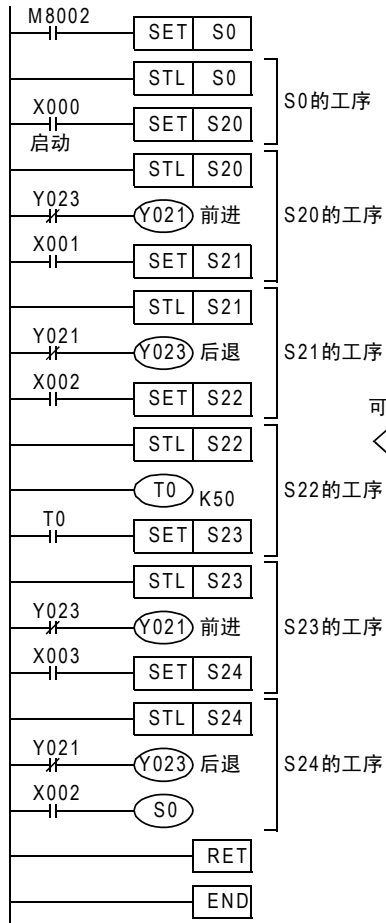 M8002
SET S0
STL S0
S0的工序
X000
SET S20
启动
STL S20
Y023
Y021 前进
S20的工序
X001
SET S21
STL S21
Y021
Y023 后退
S21的工序
X002
SET S22
可
STL S22
T0 K50
S22的工序
T0
SET S23
STL S23
Y023
Y021 前进
S23的工序
X003
SET S24
STL S24
Y021
Y023 后退
S24的工序
X002
S0
RET
END